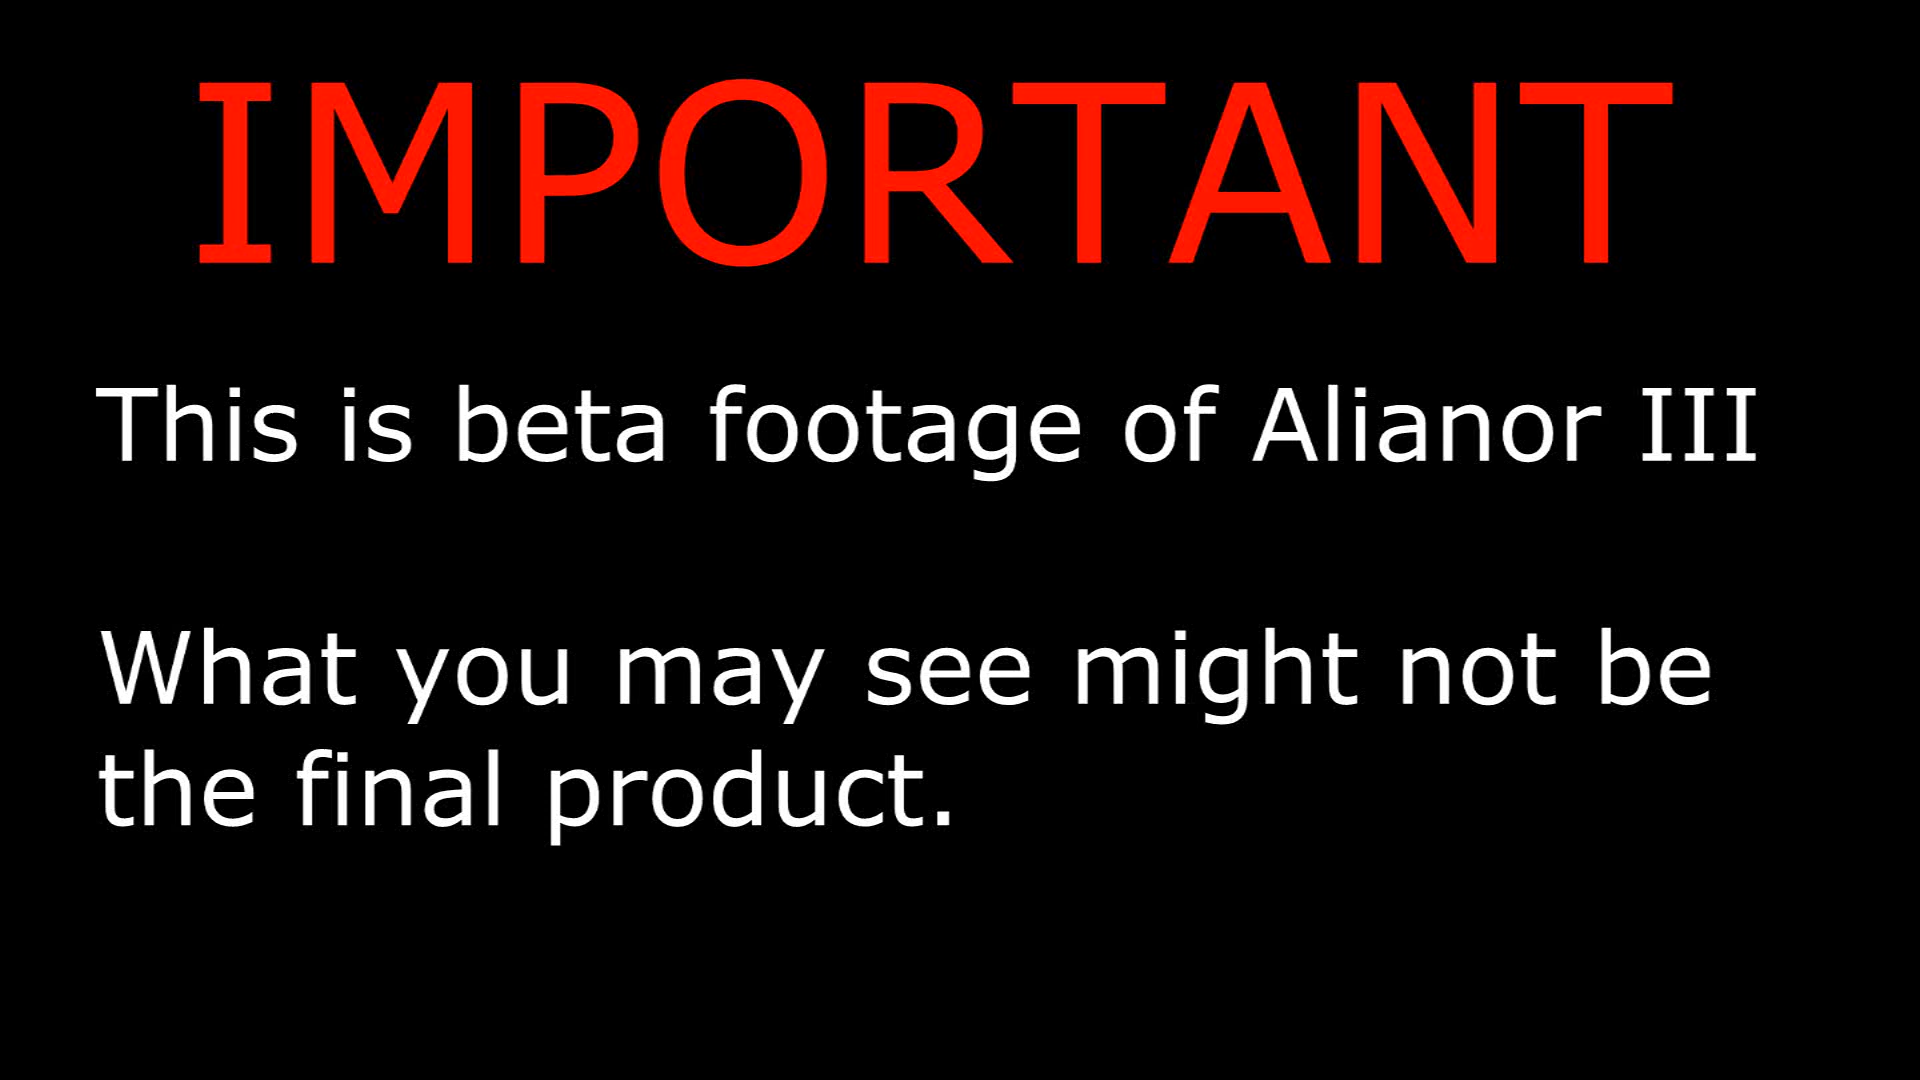 IMPORTANT
This is beta footage of Alianor III
What you may see might not be
the final product.